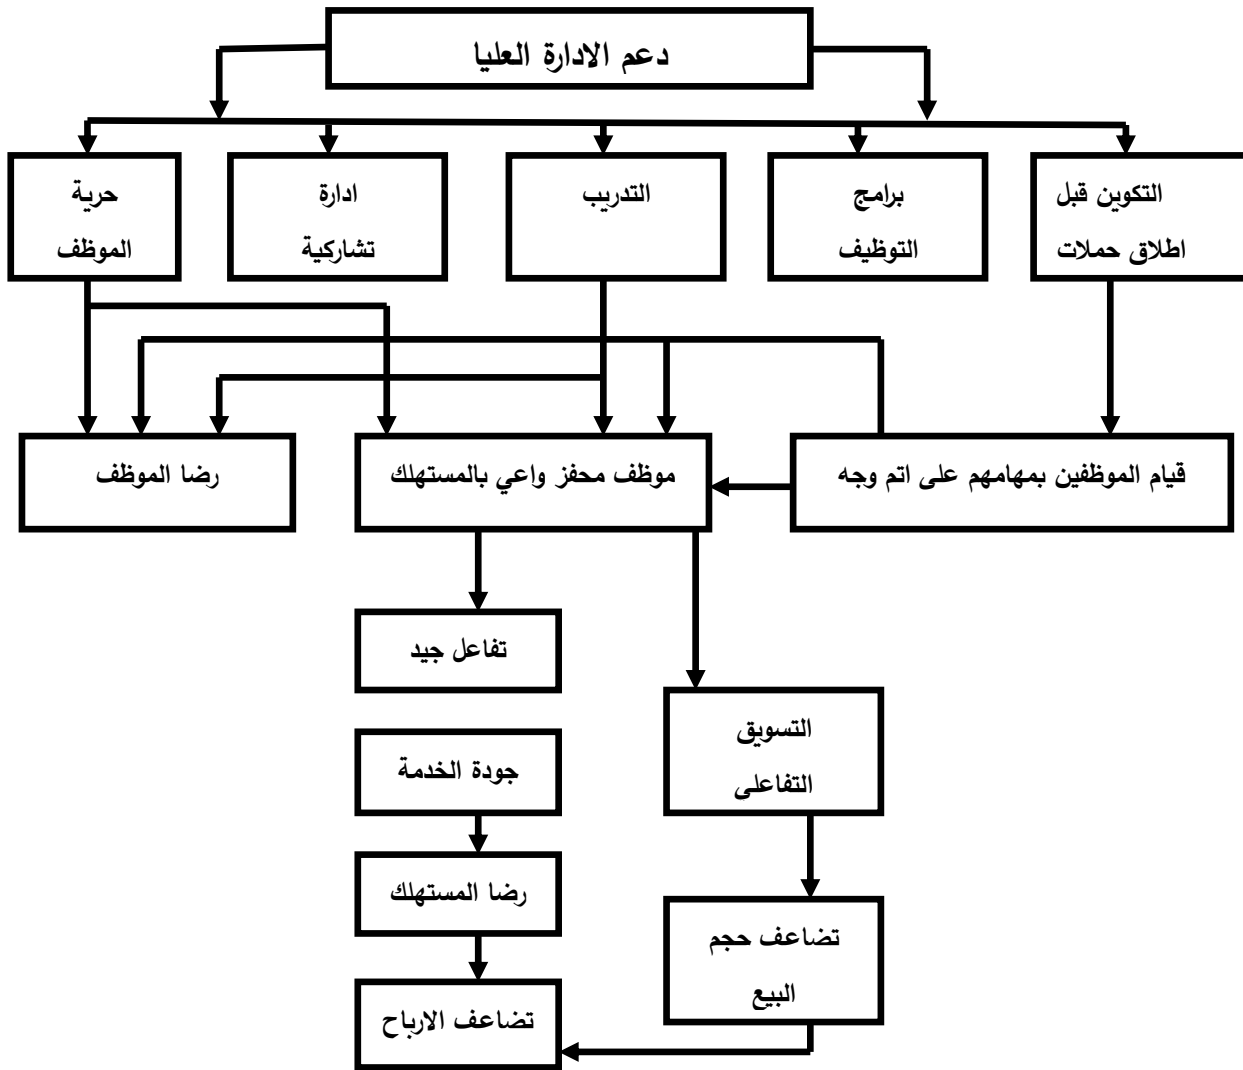 دعم الادارة العليا
التكوين قبل
اطلاق حملات
برامج
التوظيف
التدريب
ادارة
تشاركية
حرية
الموظف
قيام الموظفين بمهامهم على اتم وجه
موظف محفز واعي بالمستهلك
رضا الموظف
تفاعل جيد
التسويق
التفاعلي
جودة الخدمة
رضا المستهلك
تضاعف حجم
البيع
تضاعف الارباح